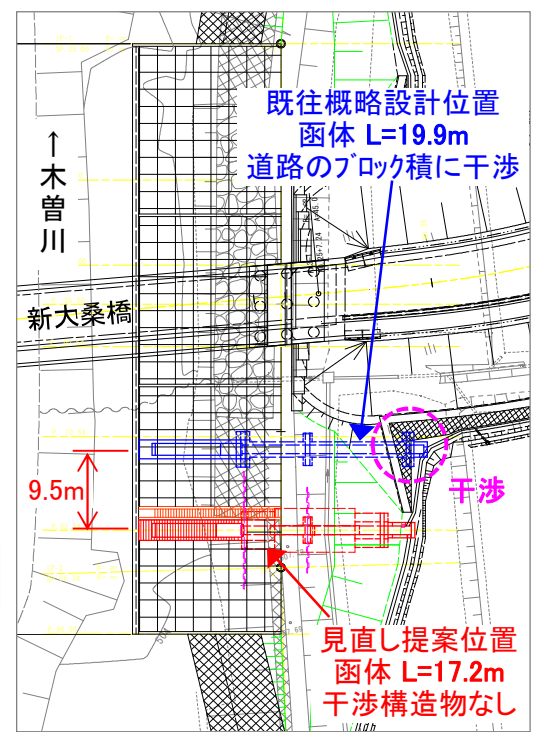 既往概略設計位置
函体 L=19.9m
道路のブロック積に干渉
↑木曽川
新大桑橋
9.5m
干渉
見直し提案位置
函体 L=17.2m
干渉構造物なし